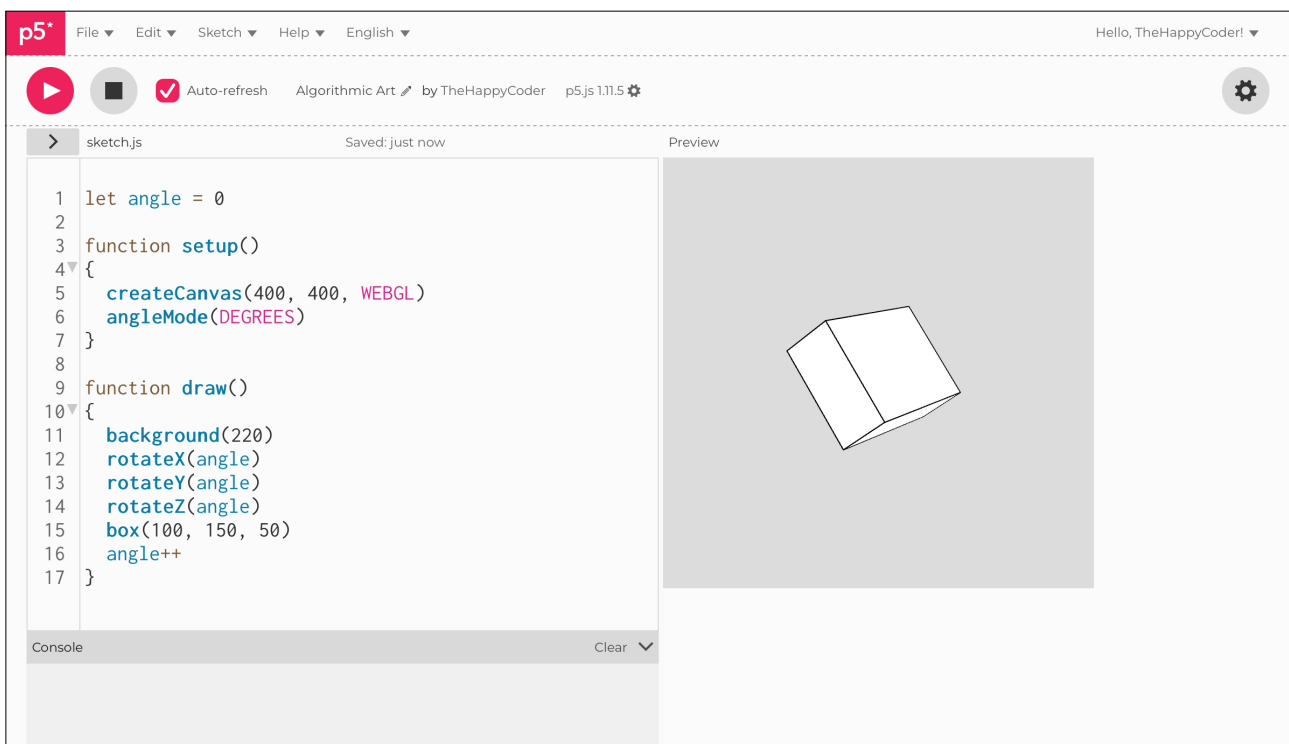 p5* File Edit Sketch Help English Hello, TheHappyCoder!
Auto-refresh Algorithmic Art by TheHappyCoder p5.js 1.11.5
sketch.js Saved: just now Preview
1 let angle = 0
2
3 function setup()
4 {
5 createCanvas(400, 400, WEBGL)
6 angleMode(DEGREES)
7 }
8
9 function draw()
10 {
11 background(220)
12 rotateX(angle)
13 rotateY(angle)
14 rotateZ(angle)
15 box(100, 150, 50)
16 angle++
17 }
Console Clear